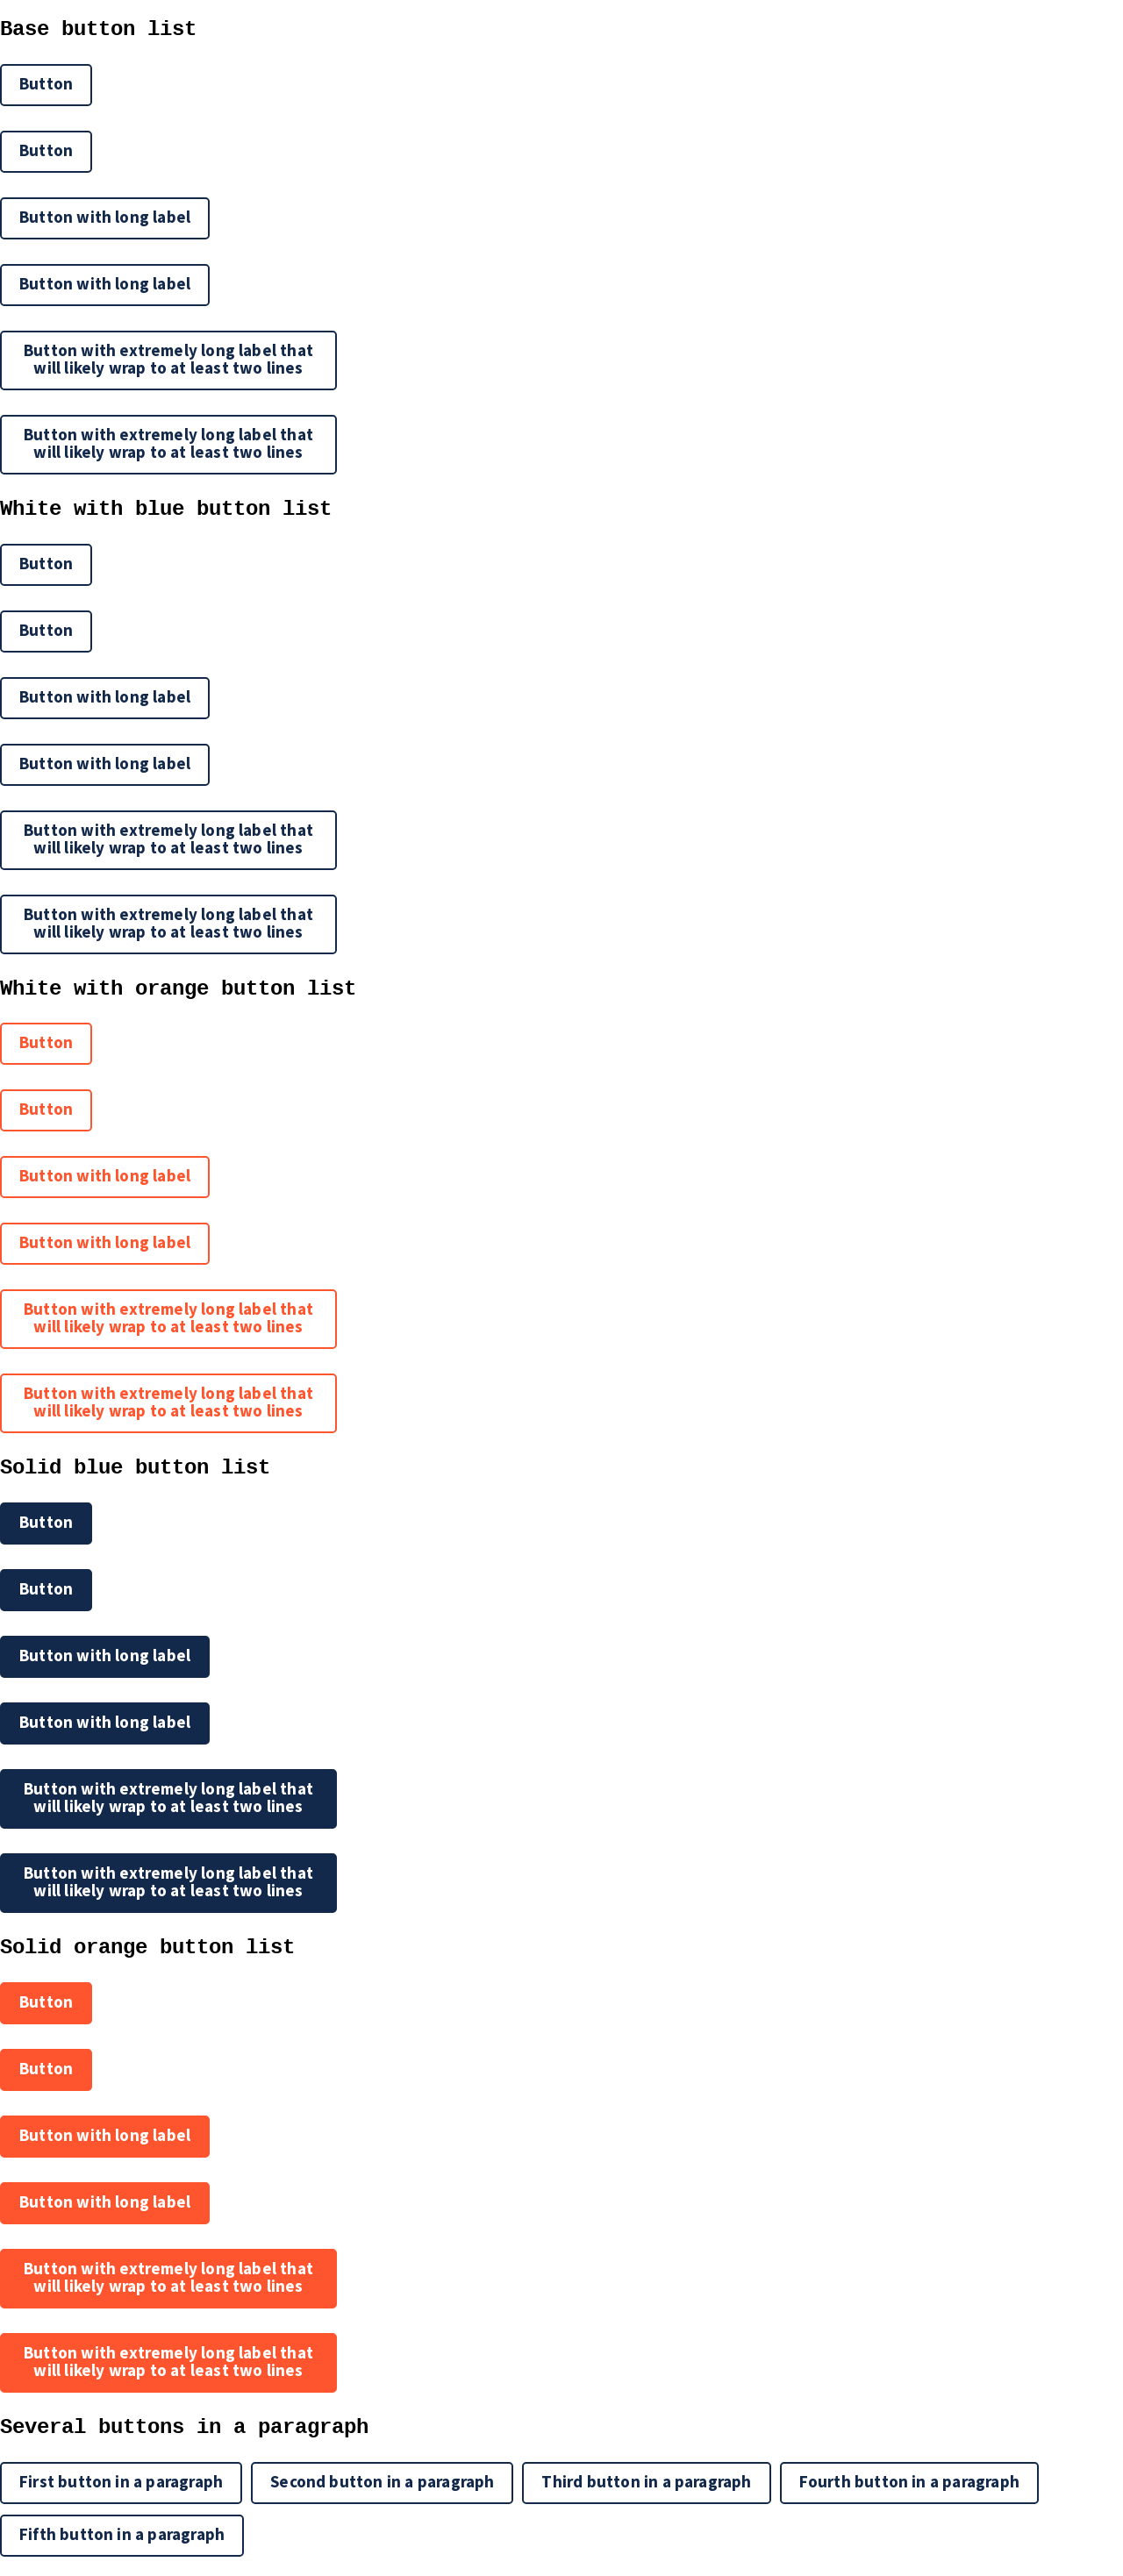 Base button list
Button
Button
Button with long label
Button with long label
Button with extremely long label that
will likely wrap to at least two lines
Button with extremely long label that
will likely wrap to at least two lines
White with blue button list
Button
Button
Button with long label
Button with long label
Button with extremely long label that
will likely wrap to at least two lines
Button with extremely long label that
will likely wrap to at least two lines
White with orange button list
Button
Button
Button with long label
Button with long label
Button with extremely long label that
will likely wrap to at least two lines
Button with extremely long label that
will likely wrap to at least two lines
Solid blue button list
Button
Button
Button with long label
Button with long label
Button with extremely long label that
will likely wrap to at least two lines
Button with extremely long label that
will likely wrap to at least two lines
Solid orange button list
Button
Button
Button with long label
Button with long label
Button with extremely long label that
will likely wrap to at least two lines
Button with extremely long label that
will likely wrap to at least two lines
Several buttons in a paragraph
First button in a paragraph Second button in a paragraph Third button in a paragraph Fourth button in a paragraph
Fifth button in a paragraph